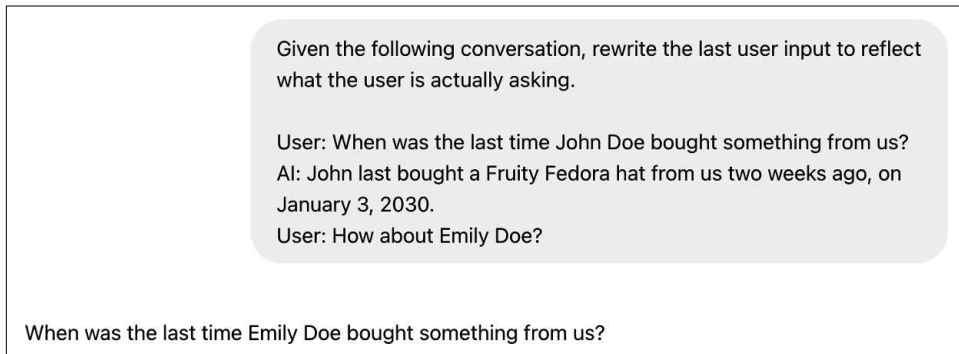 Given the following conversation, rewrite the last user input to reflect
what the user is actually asking.
User: When was the last time John Doe bought something from us?
AI: John last bought a Fruity Fedora hat from us two weeks ago, on
January 3, 2030.
User: How about Emily Doe?
When was the last time Emily Doe bought something from us?